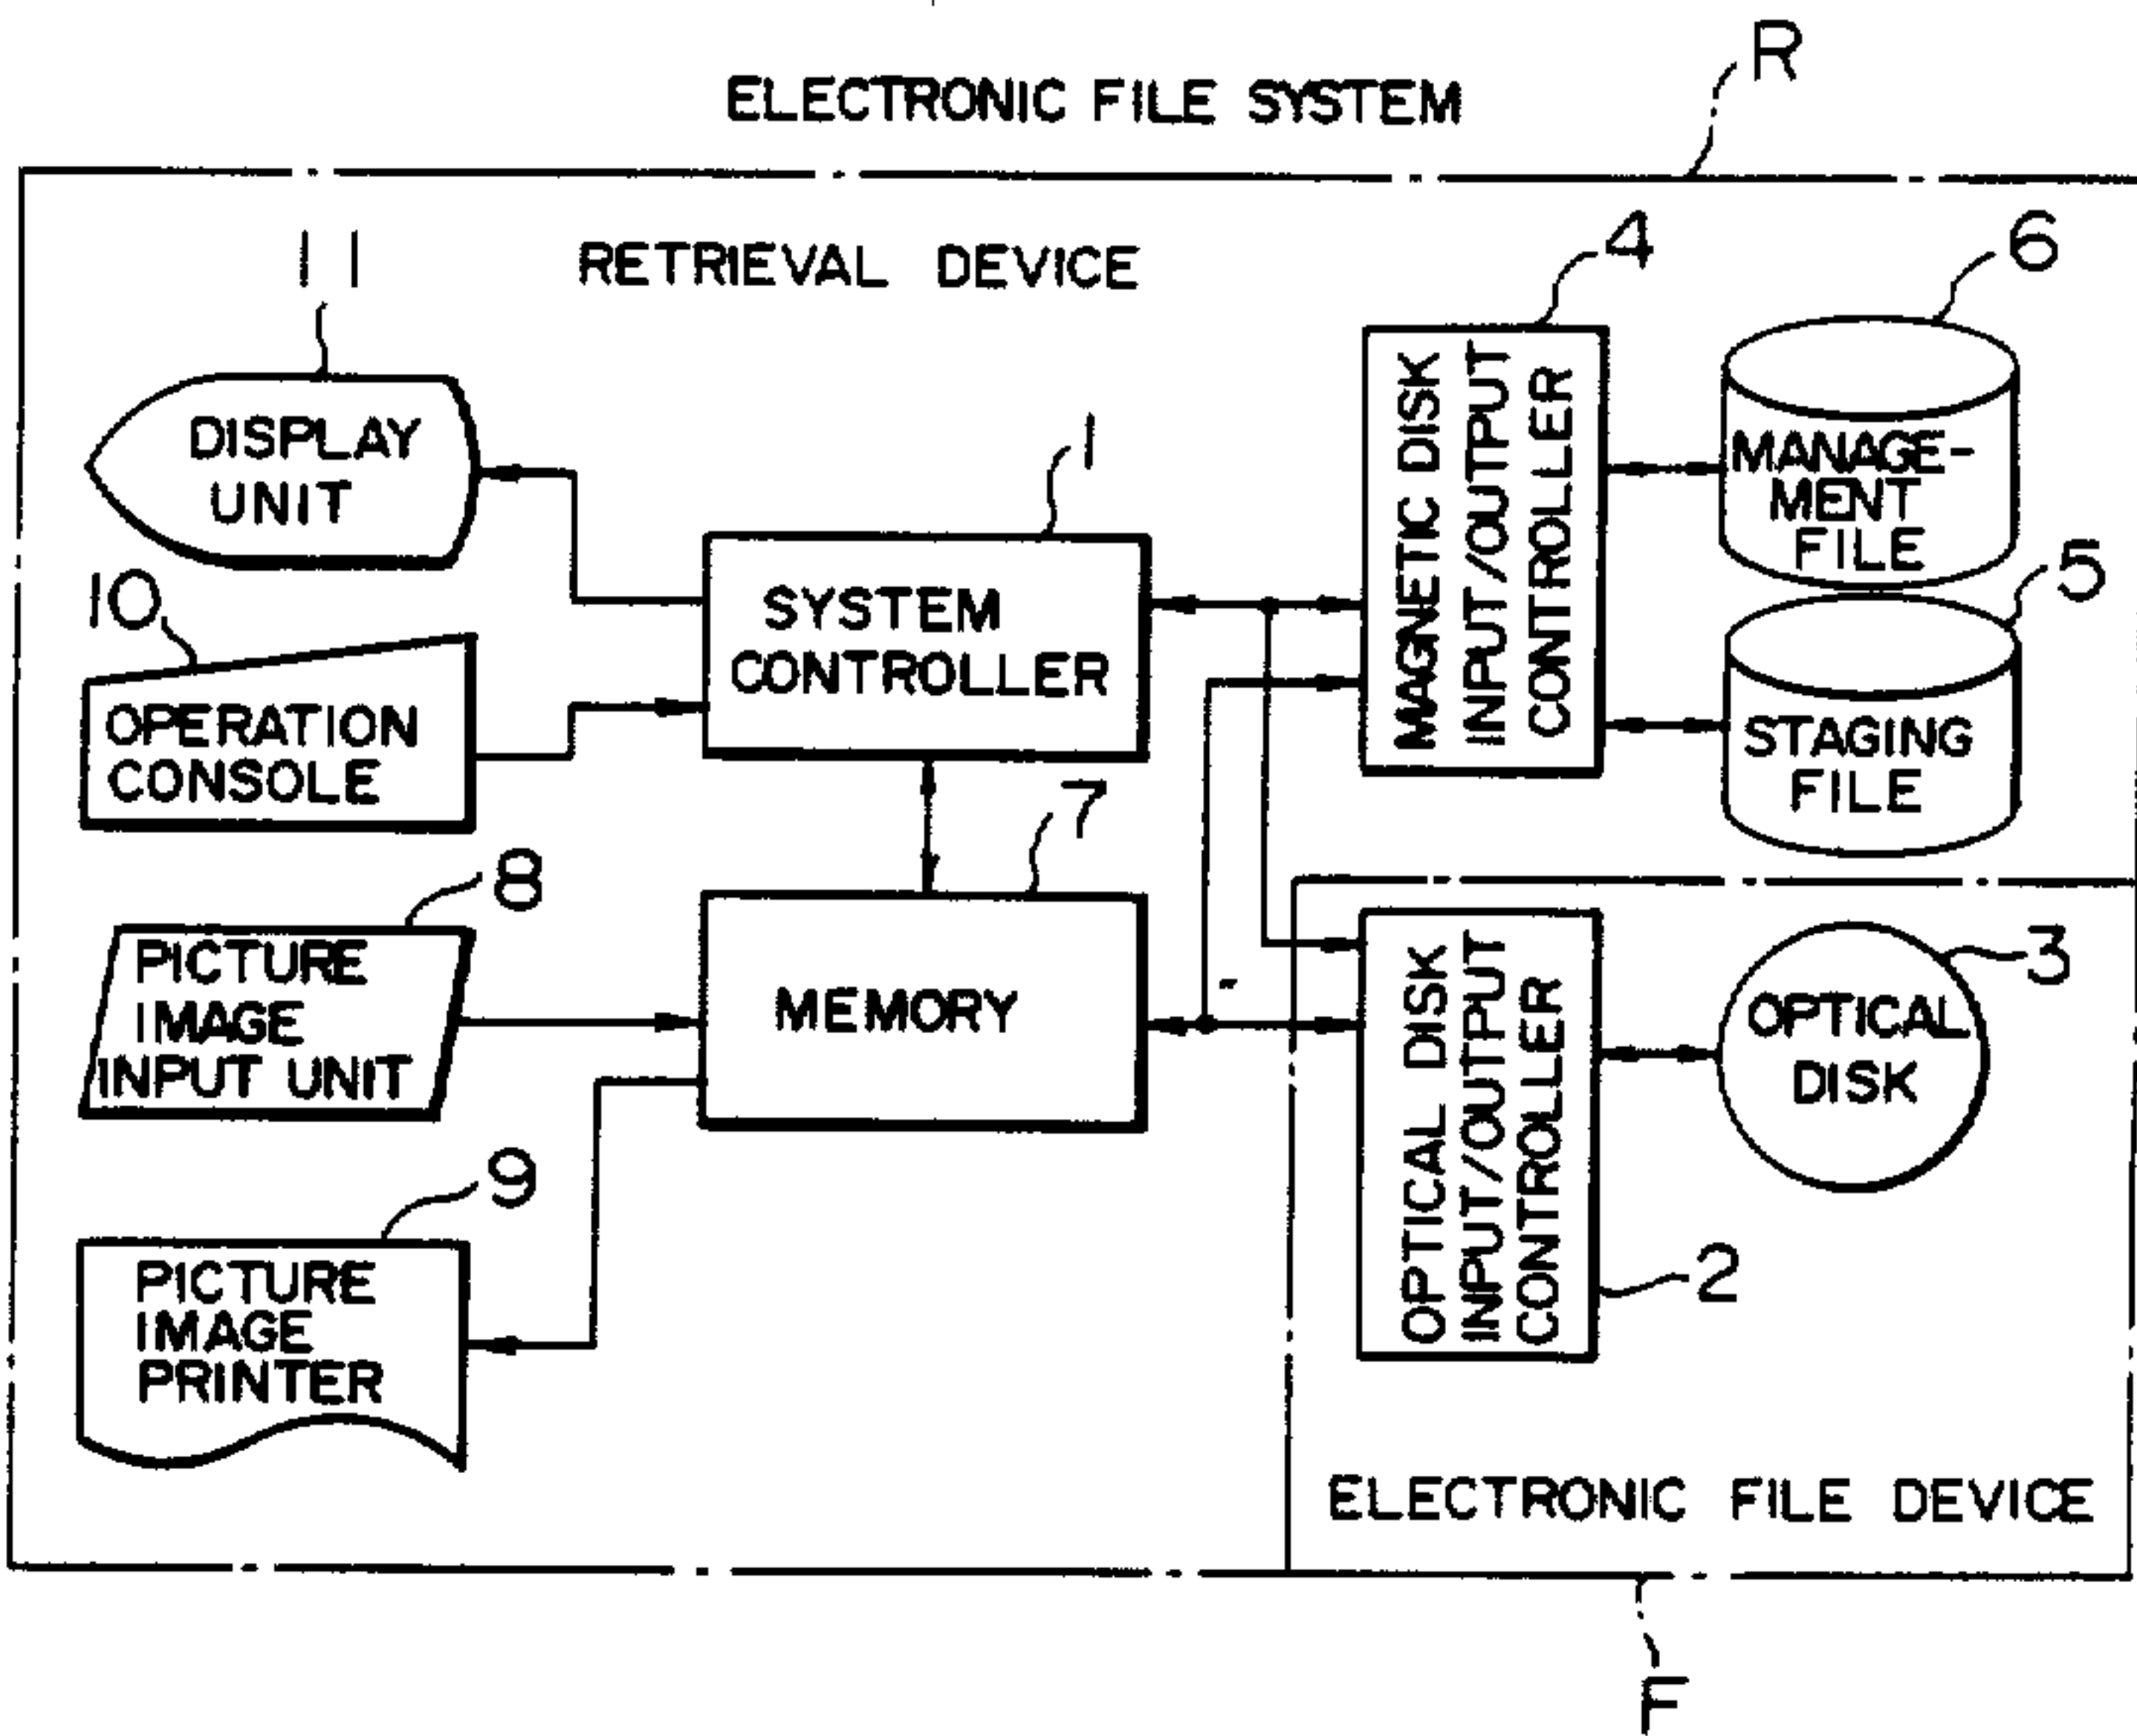 ELECTRONIC FILE SYSTEM
R
RETRIEVAL DEVICE
11
DISPLAY
UNIT
10
OPERATION
CONSOLE
8
PICTURE
IMAGE
INPUT UNIT
9
PICTURE
IMAGE
PRINTER
1
SYSTEM
CONTROLLER
7
MEMORY
4
MAGNETIC DISK
INPUT/OUTPUT
CONTROLLER
6
MANAGE-
MENT
FILE
5
STAGING
FILE
OPTICAL DISK
INPUT/OUTPUT
CONTROLLER
2
3
OPTICAL
DISK
ELECTRONIC FILE DEVICE
F